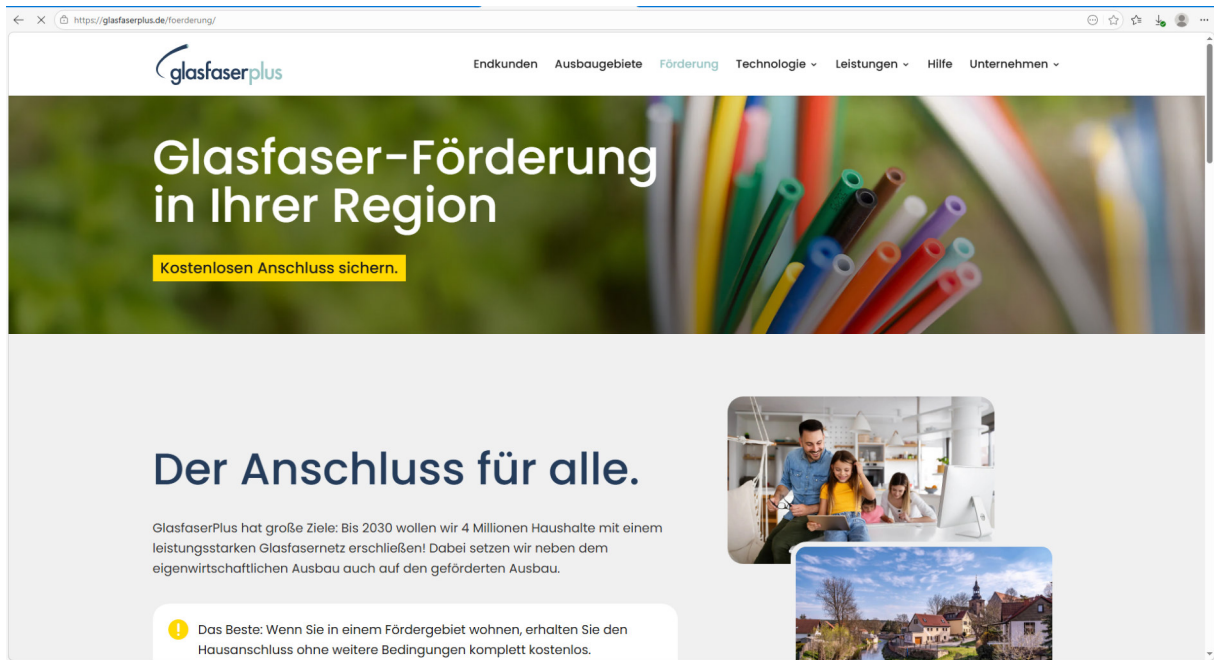 https://glasfaserplus.de/foerderung/
glasfaserplus
Endkunden Ausbaugebiete Förderung Technologie Leistungen Hilfe Unternehmen
Glasfaser-Förderung
in Ihrer Region
Kostenlosen Anschluss sichern.
Der Anschluss für alle.
GlasfaserPlus hat große Ziele: Bis 2030 wollen wir 4 Millionen Haushalte mit einem
leistungsstarken Glasfasernetz erschließen! Dabei setzen wir neben dem
eigenwirtschaftlichen Ausbau auch auf den geförderten Ausbau.
Das Beste: Wenn Sie in einem Fördergebiet wohnen, erhalten Sie den
Hausanschluss ohne weitere Bedingungen komplett kostenlos.